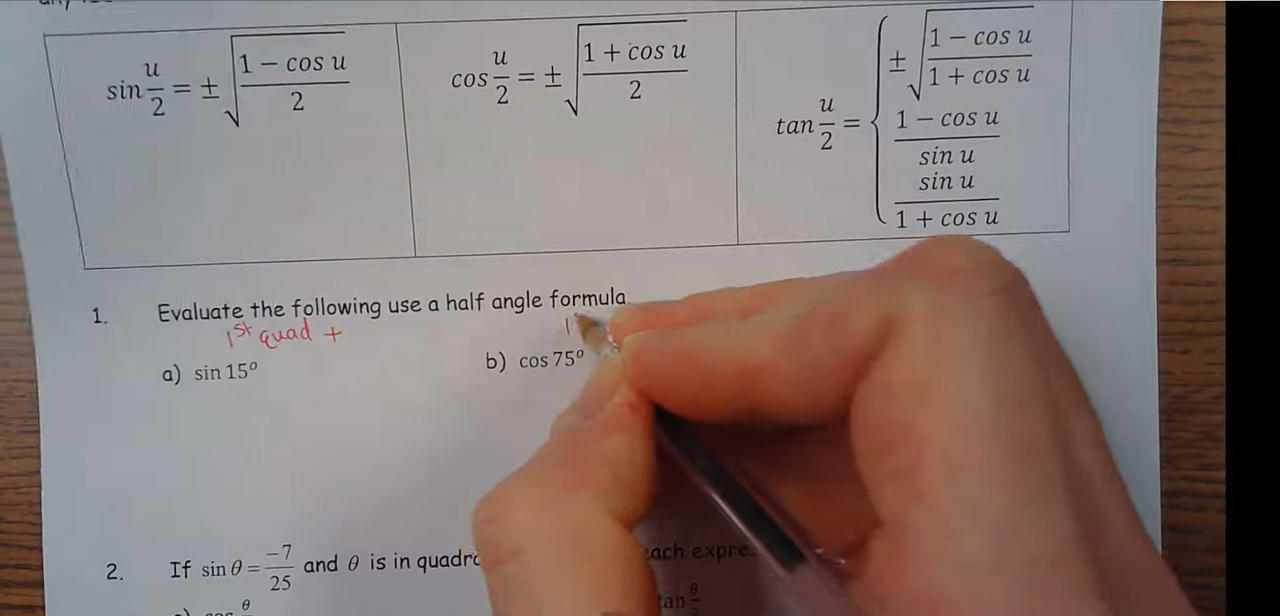 sin u/2 = ± √((1 − cos u)/2)
cos u/2 = ± √((1 + cos u)/2)
tan u/2 = { ± √((1 − cos u)/(1 + cos u))
(1 − cos u)/(sin u)
(sin u)/(1 + cos u)
1. Evaluate the following use a half angle formula.
1st quad +
a) sin 15°
b) cos 75°
2. If sin θ = −7/25 and θ is in each
tan θ/2